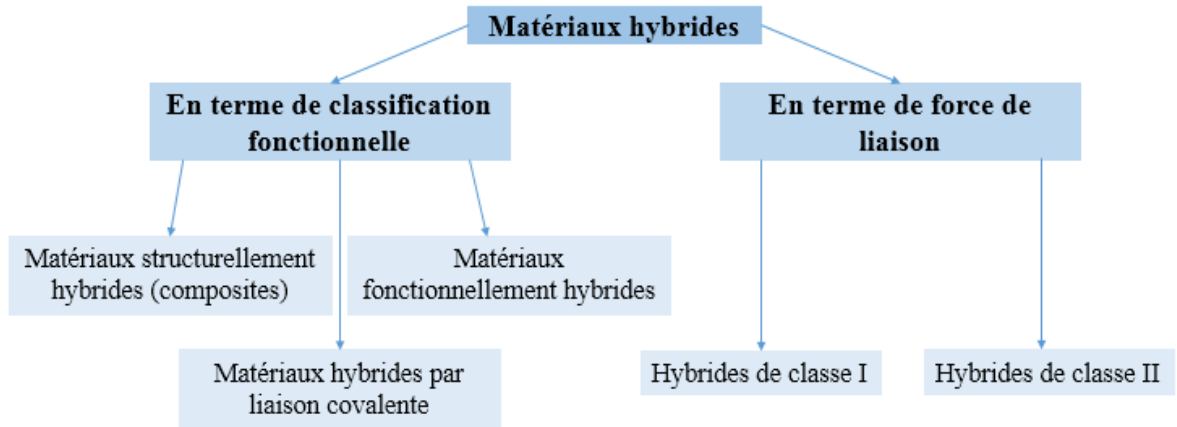 Matériaux hybrides
En terme de classification
fonctionnelle
En terme de force de
liaison
Matériaux structurellement
hybrides (composites)
Matériaux
fonctionnellement hybrides
Matériaux hybrides par
liaison covalente
Hybrides de classe I
Hybrides de classe II